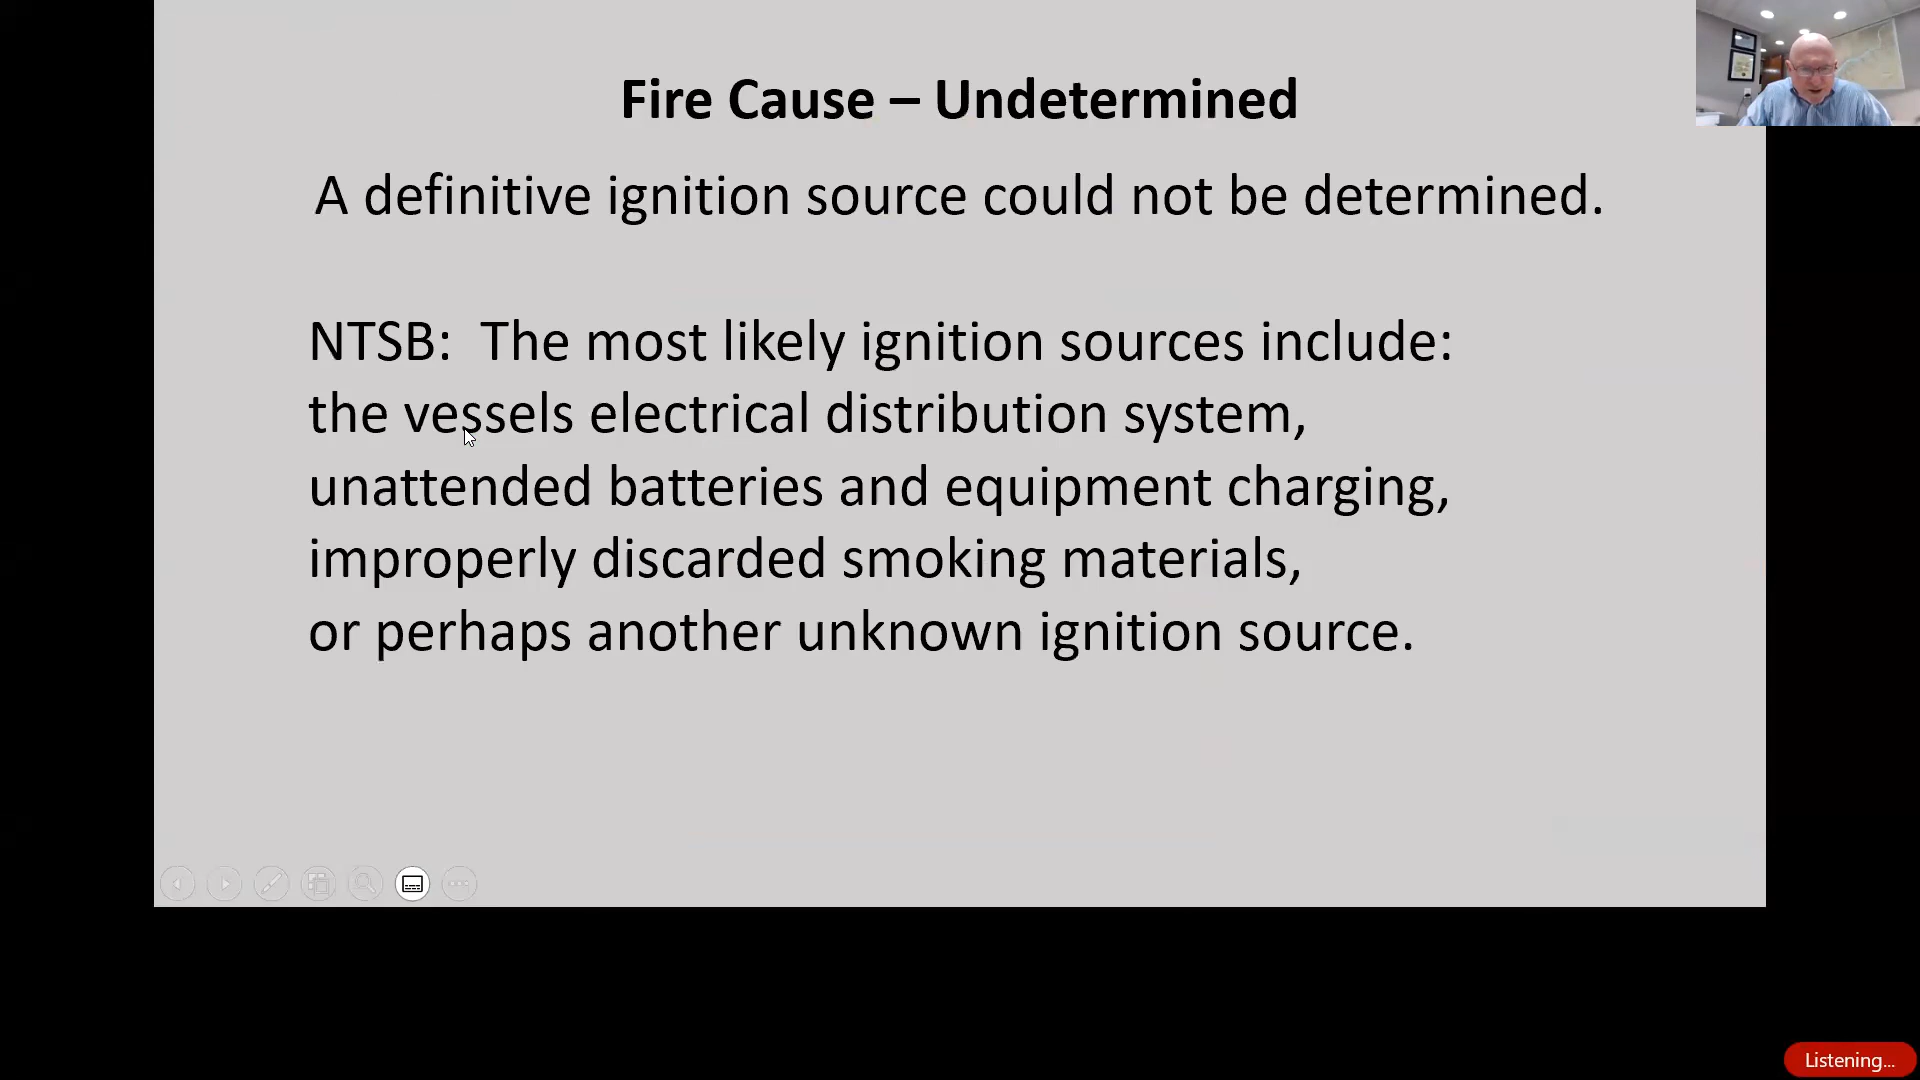 Fire Cause – Undetermined
A definitive ignition source could not be determined.
NTSB: The most likely ignition sources include:
the vessels electrical distribution system,
unattended batteries and equipment charging,
improperly discarded smoking materials,
or perhaps another unknown ignition source.
Listening...